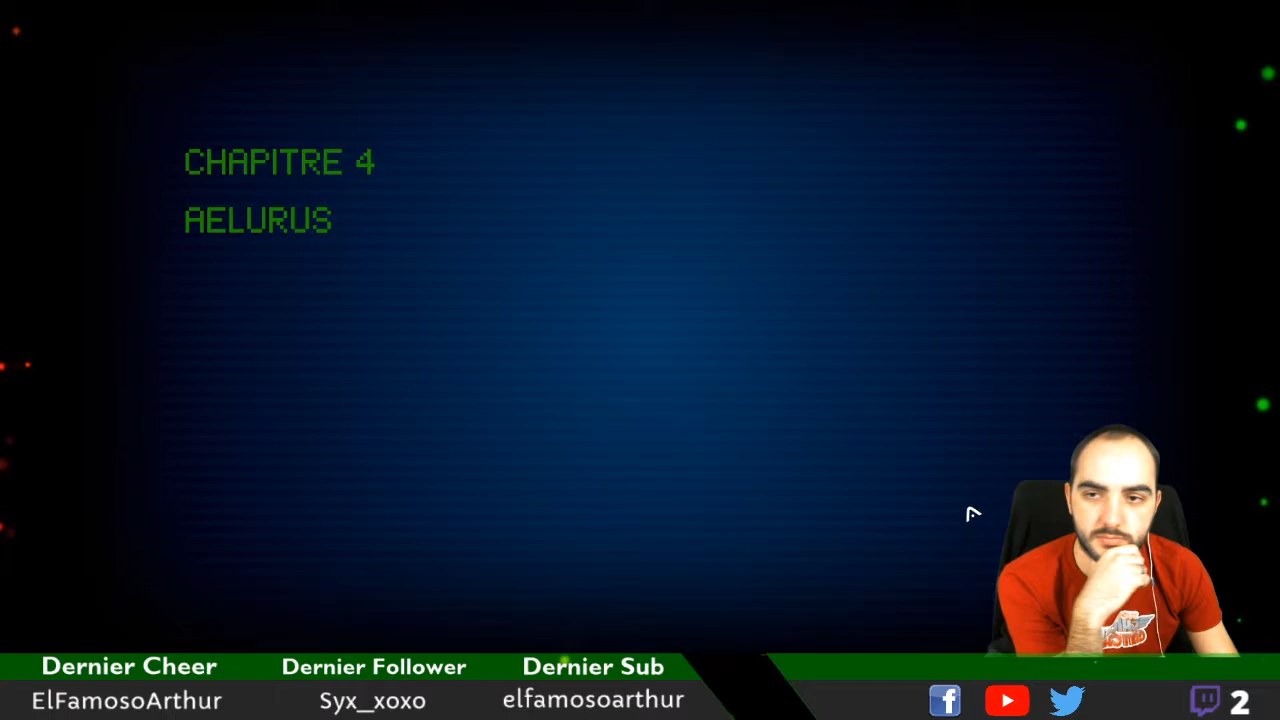 CHAPITRE 4
AELURUS
Dernier Cheer
Dernier Follower
Dernier Sub
ElFamosoArthur
Syx_xoxo
elfamosoarthur
2